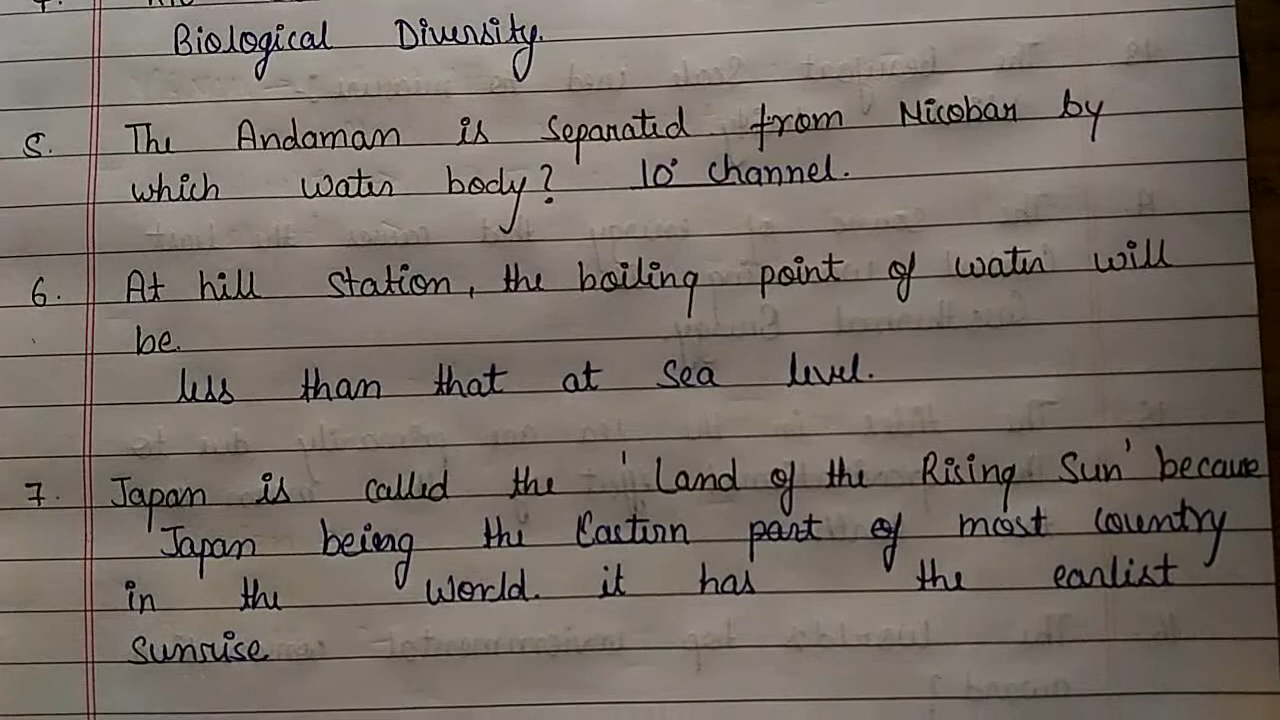 Biological Diversity.
5. The Andaman is separated from Nicobar by
which water body? 10° channel.
6. At hill station, the boiling point of water will
be.
less than that at sea level.
7. Japan is called the 'Land of the Rising Sun' because
Japan being the Eastern part of most country
in the world. it has the earlist
sunrise